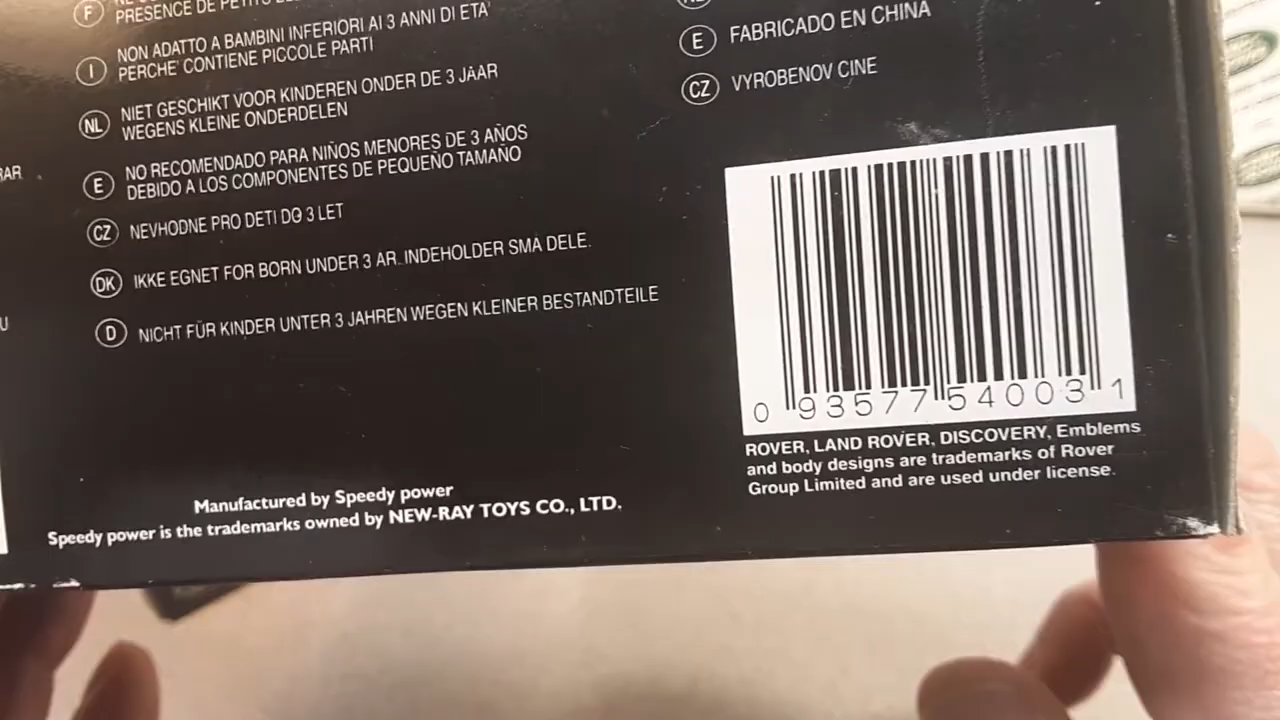 F
PRESENCE DE PETITS
I
NON ADATTO A BAMBINI INFERIORI AI 3 ANNI DI ETA'
PERCHE' CONTIENE PICCOLE PARTI
NL
NIET GESCHIKT VOOR KINDEREN ONDER DE 3 JAAR
WEGENS KLEINE ONDERDELEN
E
NO RECOMENDADO PARA NIÑOS MENORES DE 3 AÑOS
DEBIDO A LOS COMPONENTES DE PEQUEÑO TAMAÑO
CZ
NEVHODNE PRO DETI DO 3 LET
DK
IKKE EGNET FOR BORN UNDER 3 AR. INDEHOLDER SMA DELE.
D
NICHT FÜR KINDER UNTER 3 JAHREN WEGEN KLEINER BESTANDTEILE
Manufactured by Speedy power
Speedy power is the trademarks owned by NEW-RAY TOYS CO., LTD.
E
FABRICADO EN CHINA
CZ
VYROBENOV CINE
0 93577 54003 1
ROVER, LAND ROVER, DISCOVERY, Emblems
and body designs are trademarks of Rover
Group Limited and are used under license.